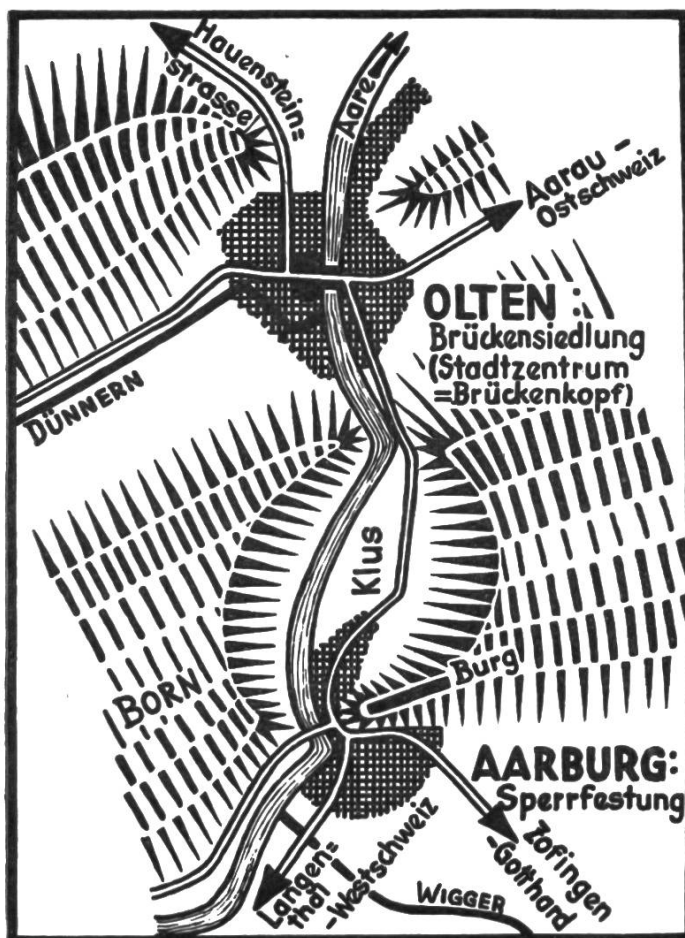 Hauenstein=
strasse
Aare
Aarau -
Ostschweiz
OLTEN :
Brückensiedlung
(Stadtzentrum
=Brückenkopf)
DÜNNERN
Klus
BORN
Burg
AARBURG:
Sperrfestung
Langen=
thal
-Westschweiz
WIGGER
Zofingen
-Gotthard